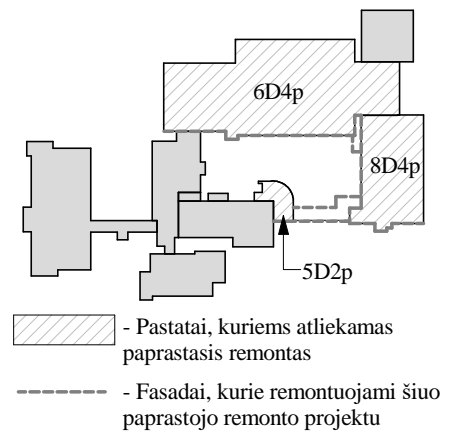 6D4p
8D4p
5D2p
- Pastatai, kuriems atliekamas
paprastasis remontas
- Fasadai, kurie remontuojami šiuo
paprastojo remonto projektu